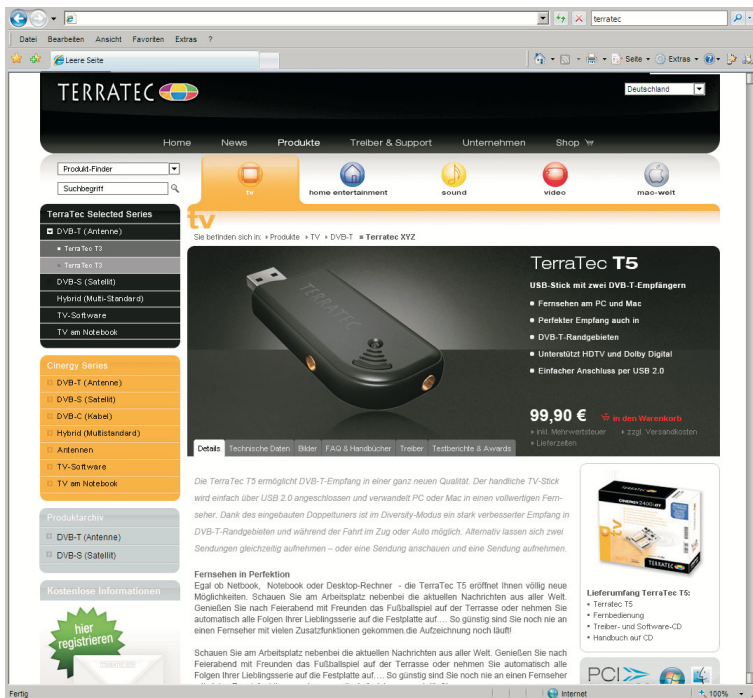 terratec
Datei Bearbeiten Ansicht Favoriten Extras ?
Leere Seite
Seite Extras
TERRATEC
Deutschland
Home News Produkte Treiber & Support Unternehmen Shop
Produkt-Finder
Suchbegriff
tv home entertainment sound video mac-welt
tv
Sie befinden sich in: Produkte TV DVB-T Terratec XYZ
TerraTec Selected Series
DVB-T (Antenne)
TerraTec T3
TerraTec T3
DVB-S (Satellit)
Hybrid (Multi-Standard)
TV-Software
TV am Notebook
Cinergy Series
DVB-T (Antenne)
DVB-S (Satellit)
DVB-C (Kabel)
Hybrid (Multistandard)
Antennen
TV-Software
TV am Notebook
Produktarchiv
DVB-T (Antenne)
DVB-S (Satellit)
Kostenlose Informationen
hier
registrieren
TERRATEC
TerraTec T5
USB-Stick mit zwei DVB-T-Empfängern
Fernsehen am PC und Mac
Perfekter Empfang auch in
DVB-T-Randgebieten
Unterstützt HDTV und Dolby Digital
Einfacher Anschluss per USB 2.0
99,90 € in den Warenkorb
inkl. Mehrwertsteuer zzgl. Versandkosten
Lieferzeiten
Details Technische Daten Bilder FAQ & Handbücher Treiber Testberichte & Awards
Die TerraTec T5 ermöglicht DVB-T-Empfang in einer ganz neuen Qualität. Der handliche TV-Stick
wird einfach über USB 2.0 angeschlossen und verwandelt PC oder Mac in einen vollwertigen Fern-
seher. Dank des eingebauten Doppeltuners ist im Diversity-Modus ein stark verbesserter Empfang in
DVB-T-Randgebieten und während der Fahrt im Zug oder Auto möglich. Alternativ lassen sich zwei
Sendungen gleichzeitig aufnehmen – oder eine Sendung anschauen und eine Sendung aufnehmen.
Fernsehen in Perfektion
Egal ob Netbook, Notebook oder Desktop-Rechner - die TerraTec T5 eröffnet Ihnen völlig neue
Möglichkeiten. Schauen Sie am Arbeitsplatz nebenbei die aktuellen Nachrichten aus aller Welt.
Genießen Sie nach Feierabend mit Freunden das Fußballspiel auf der Terrasse oder nehmen Sie
automatisch alle Folgen Ihrer Lieblingsserie auf die Festplatte auf.... So günstig sind Sie noch nie an
einen Fernseher mit vielen Zusatzfunktionen gekommen.die Aufzeichnung noch läuft!
Schauen Sie am Arbeitsplatz nebenbei die aktuellen Nachrichten aus aller Welt. Genießen Sie nach
Feierabend mit Freunden das Fußballspiel auf der Terrasse oder nehmen Sie automatisch alle
Folgen Ihrer Lieblingsserie auf die Festplatte auf.... So günstig sind Sie noch nie an einen Fernseher
CINERGY 2400i DT
Lieferumfang TerraTec T5:
Terratec T5
Fernbedienung
Treiber- und Software-CD
Handbuch auf CD
PCI
Fertig
Internet
100%